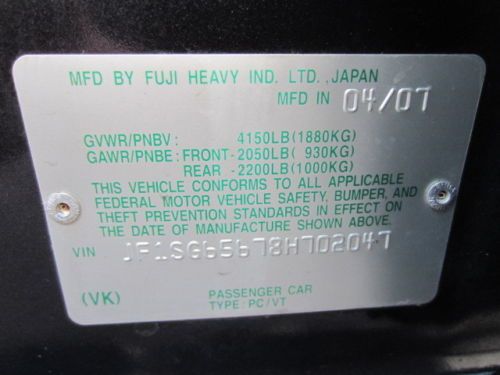 MFD BY FUJI HEAVY IND. LTD., JAPAN
MFD IN 04/07
GVWR/PNBV: 4150LB(1880KG)
GAWR/PNBE: FRONT-2050LB( 930KG)
REAR -2200LB(1000KG)
THIS VEHICLE CONFORMS TO ALL APPLICABLE
FEDERAL MOTOR VEHICLE SAFETY, BUMPER, AND
THEFT PREVENTION STANDARDS IN EFFECT ON
THE DATE OF MANUFACTURE SHOWN ABOVE.
VIN JF1SG65678H702047
(VK) PASSENGER CAR
TYPE: PC/VT